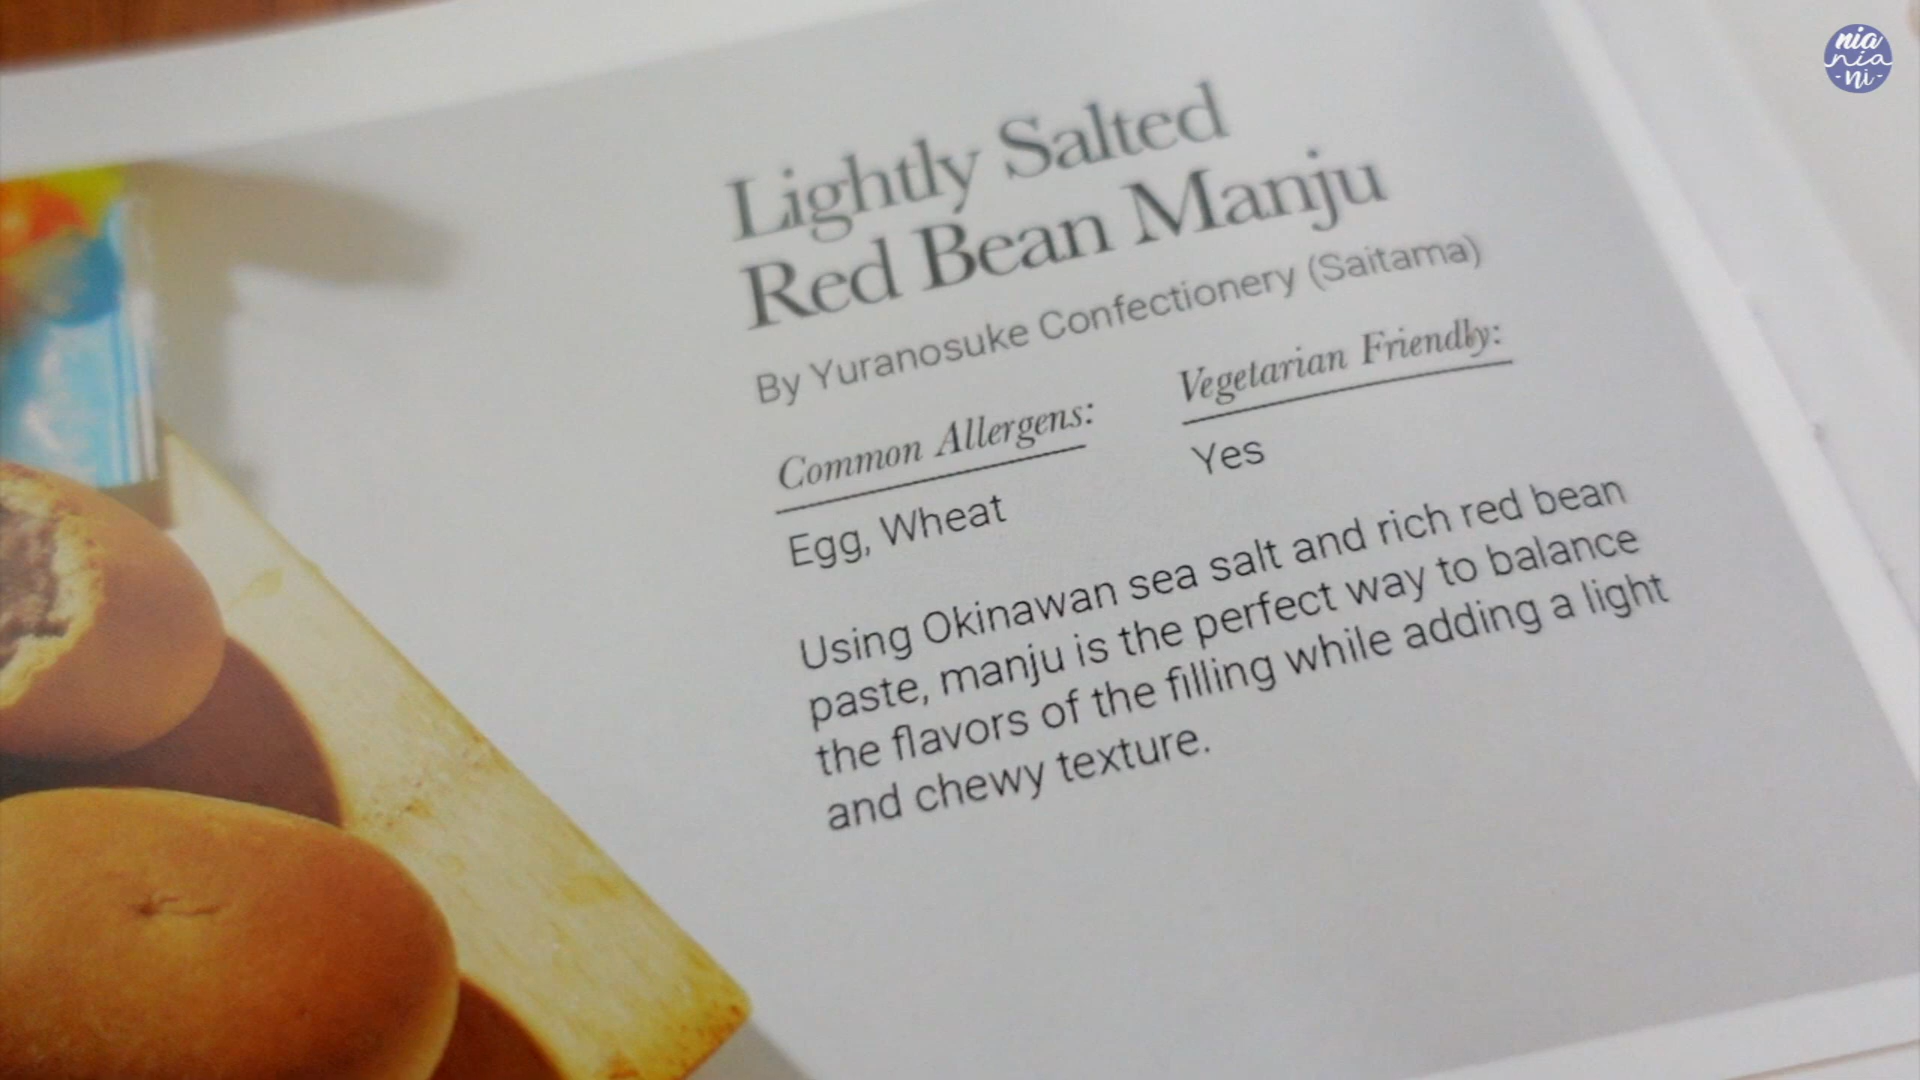 nia
nia
-ni-
Lightly Salted
Red Bean Manju
By Yuranosuke Confectionery (Saitama)
Common Allergens:
Vegetarian Friendly:
Egg, Wheat
Yes
Using Okinawan sea salt and rich red bean
paste, manju is the perfect way to balance
the flavors of the filling while adding a light
and chewy texture.